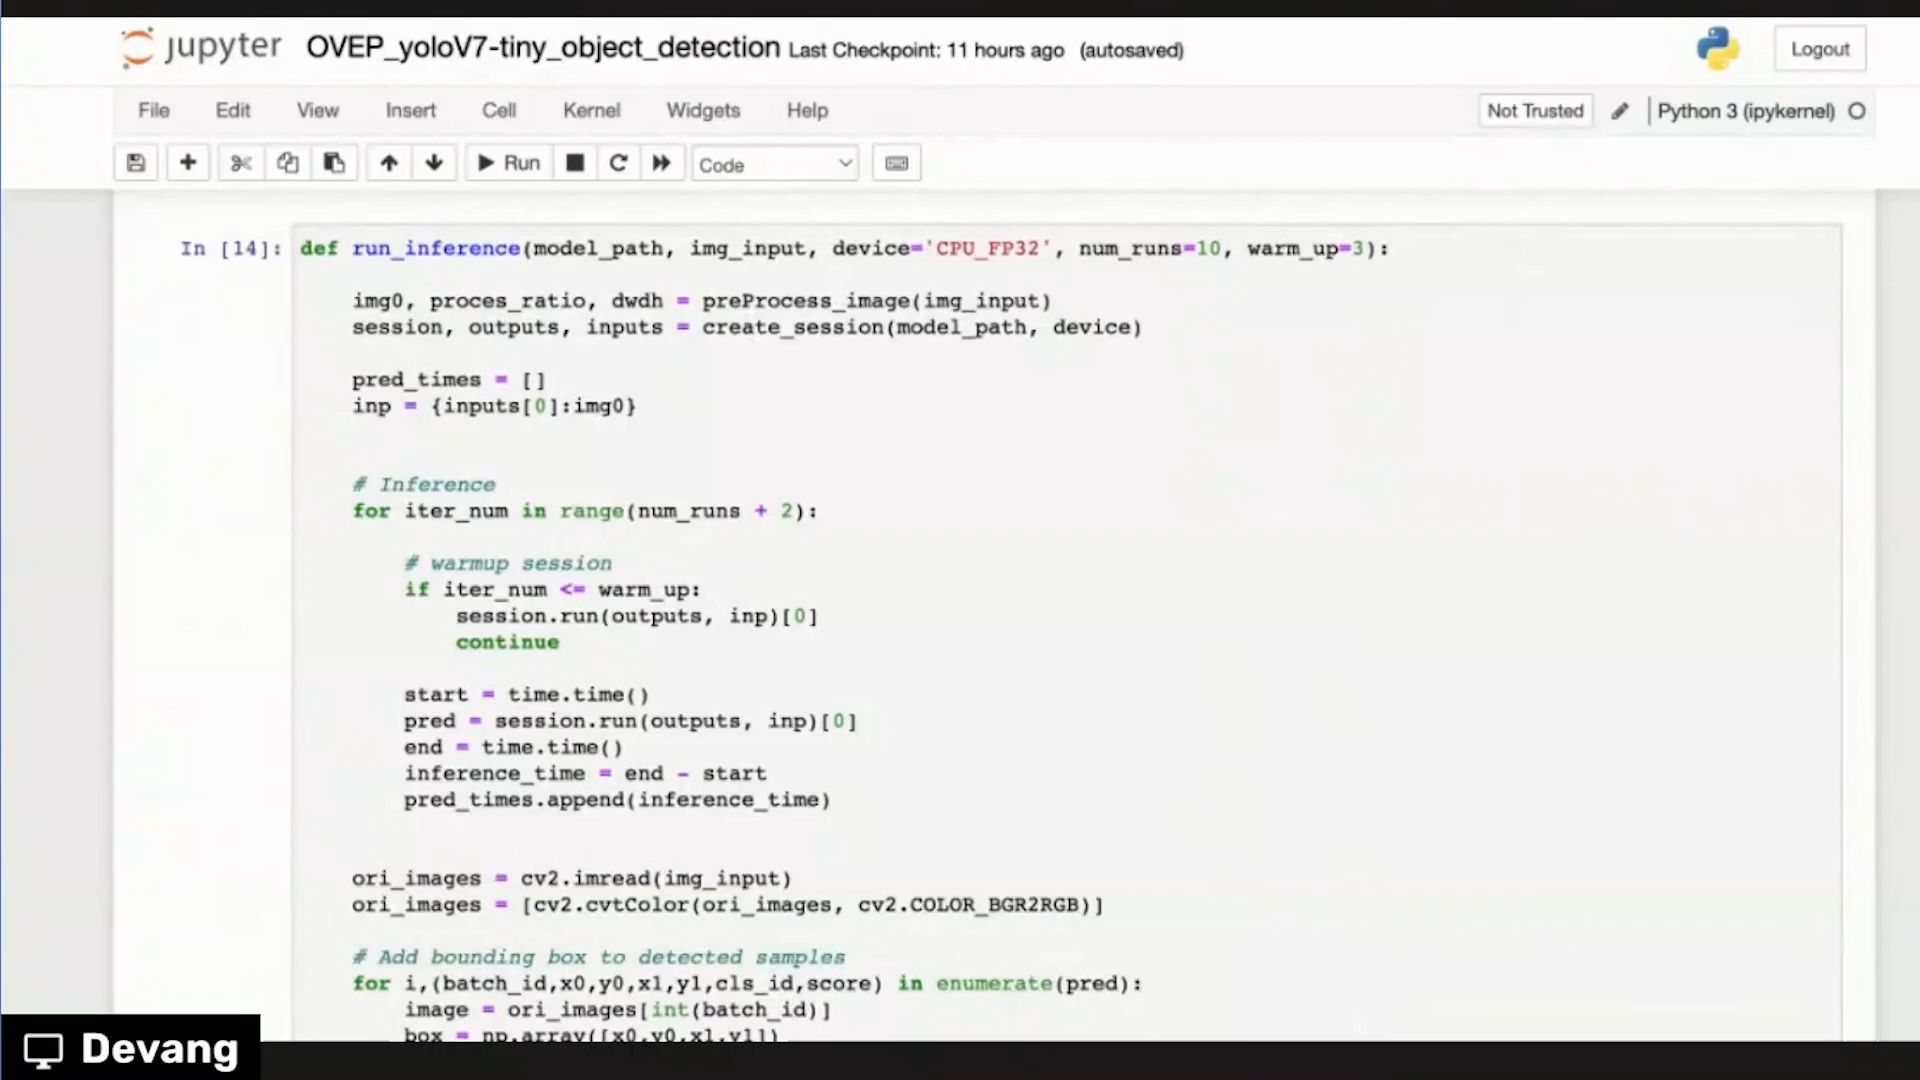 jupyter OVEP_yoloV7-tiny_object_detection Last Checkpoint: 11 hours ago (autosaved) Logout
File Edit View Insert Cell Kernel Widgets Help Not Trusted Python 3 (ipykernel)
Run Code
In [14]: def run_inference(model_path, img_input, device='CPU_FP32', num_runs=10, warm_up=3):
img0, proces_ratio, dwdh = preProcess_image(img_input)
session, outputs, inputs = create_session(model_path, device)
pred_times = []
inp = {inputs[0]:img0}
# Inference
for iter_num in range(num_runs + 2):
# warmup session
if iter_num <= warm_up:
session.run(outputs, inp)[0]
continue
start = time.time()
pred = session.run(outputs, inp)[0]
end = time.time()
inference_time = end - start
pred_times.append(inference_time)
ori_images = cv2.imread(img_input)
ori_images = [cv2.cvtColor(ori_images, cv2.COLOR_BGR2RGB)]
# Add bounding box to detected samples
for i,(batch_id,x0,y0,x1,y1,cls_id,score) in enumerate(pred):
image = ori_images[int(batch_id)]
box = np.array([x0,y0,x1,y1])
Devang